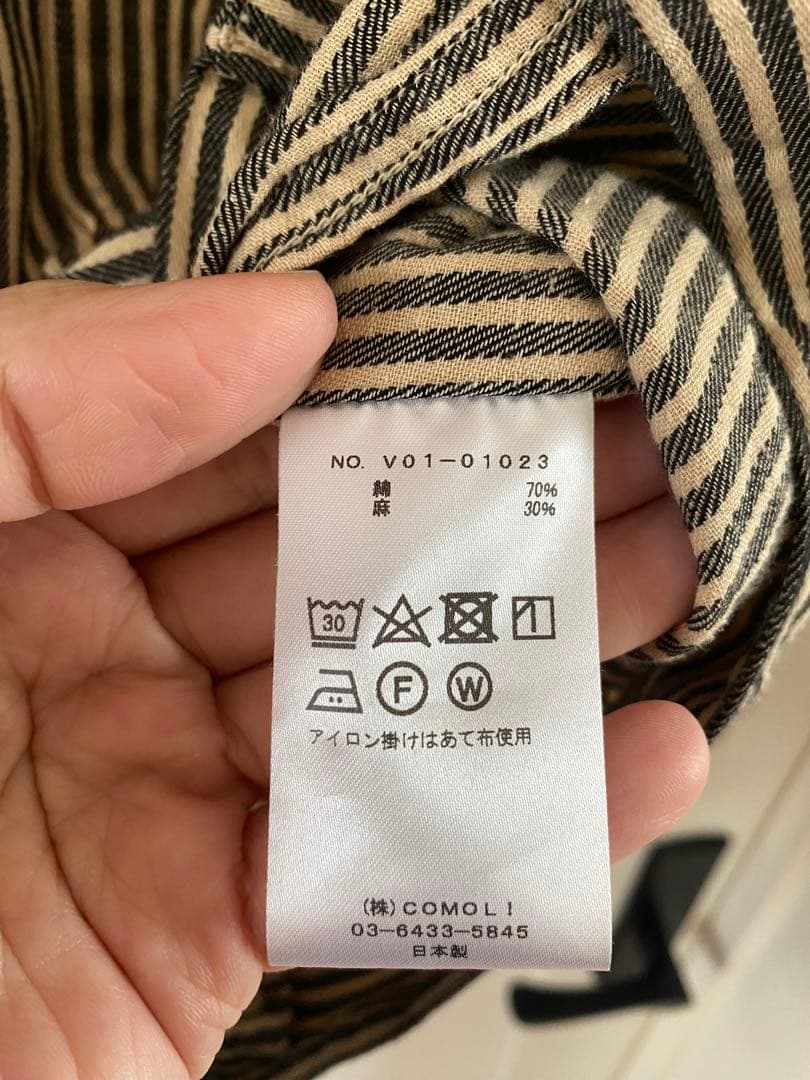 NO. V01-01023
綿 70%
麻 30%
30
F W
アイロン掛けはあて布使用
(株)COMOLI
03-6433-5845
日本製